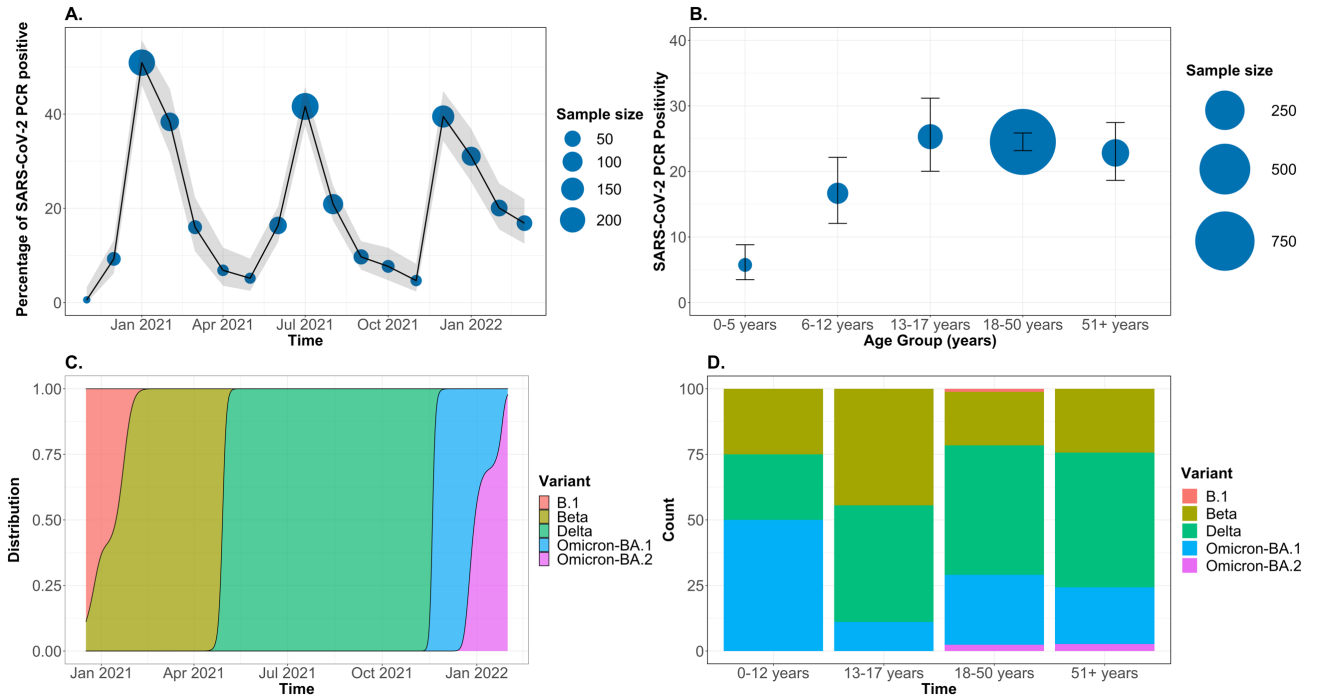 A.
Percentage of SARS-CoV-2 PCR positive
40
20
0
Jan 2021 Apr 2021 Jul 2021 Oct 2021 Jan 2022
Time
Sample size
50
100
150
200
B.
SARS-CoV-2 PCR Postivity
40
30
20
10
0
0-5 years 6-12 years 13-17 years 18-50 years 51+ years
Age Group (years)
Sample size
250
500
750
C.
Distribution
1.00
0.75
0.50
0.25
0.00
Jan 2021 Apr 2021 Jul 2021 Oct 2021 Jan 2022
Time
Variant
B.1
Beta
Delta
Omicron-BA.1
Omicron-BA.2
D.
Count
100
75
50
25
0
0-12 years 13-17 years 18-50 years 51+ years
Time
Variant
B.1
Beta
Delta
Omicron-BA.1
Omicron-BA.2